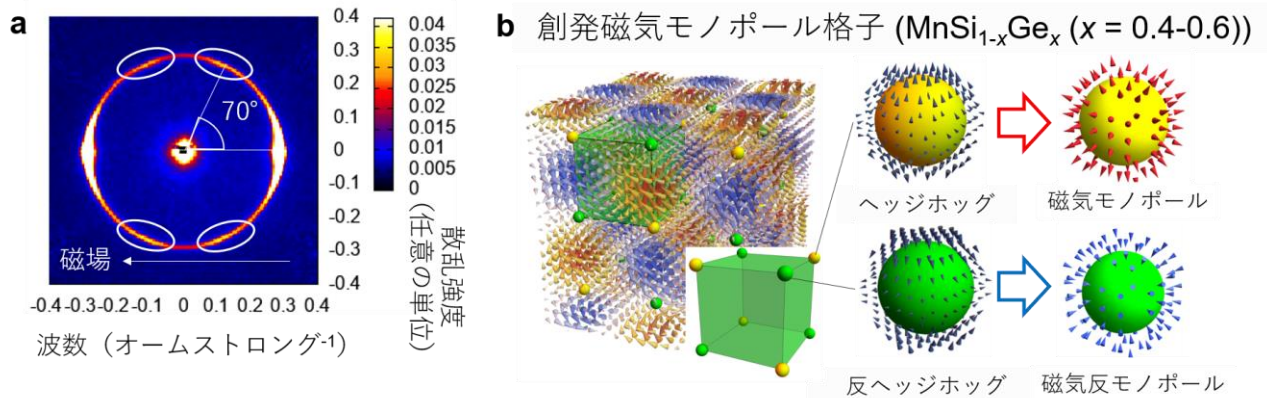 a
0.4
0.3
0.2
0.1
0
-0.1
-0.2
-0.3
-0.4
0.04
0.035
0.03
0.025
0.02
0.015
0.01
0.005
0
70°
磁場
-0.4 -0.3 -0.2 -0.1 0 0.1 0.2 0.3 0.4
波数（オームストロング-1）
散乱強度
（任意の単位）
b 創発磁気モノポール格子 (MnSi1-xGex (x = 0.4-0.6))
ヘッジホッグ
磁気モノポール
反ヘッジホッグ
磁気反モノポール